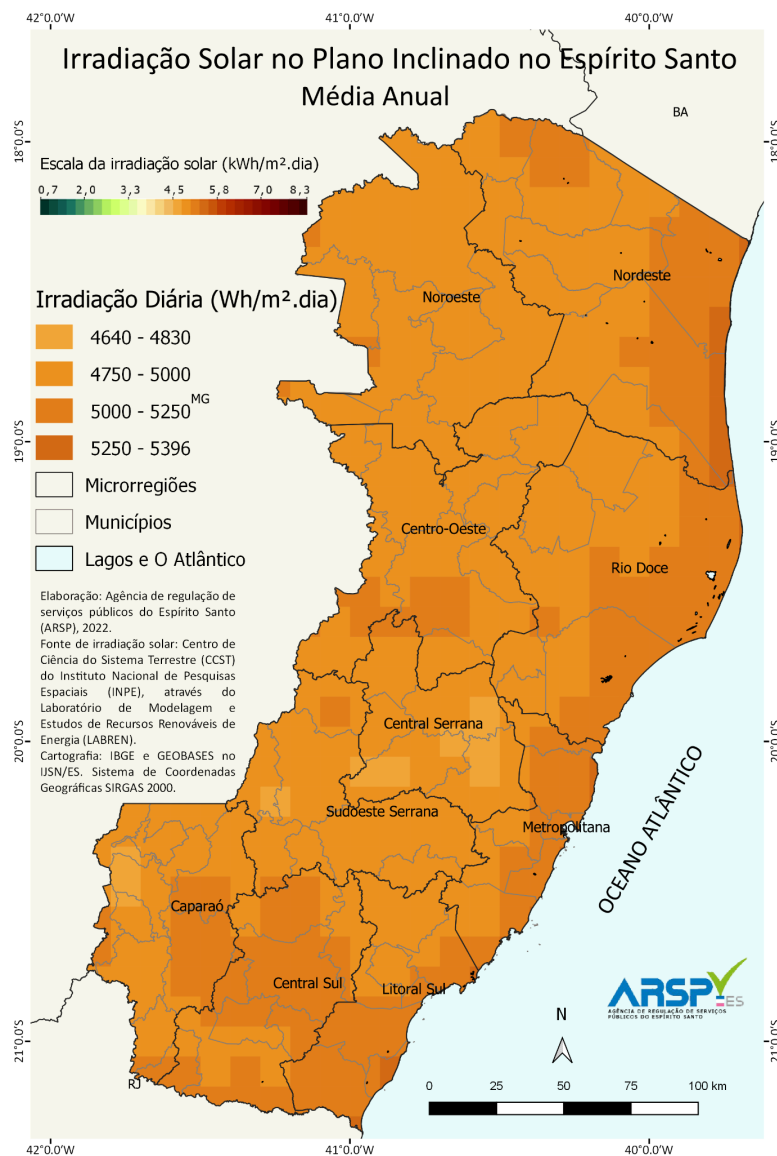 42°0.0'W 41°0.0'W 40°0.0'W
Irradiação Solar no Plano Inclinado no Espírito Santo
Média Anual
BA
18°0.0'S 18°0.0'S
Escala da irradiação solar (kWh/m².dia)
0,7 2,0 3,3 4,5 5,8 7,0 8,3
Nordeste
Noroeste
Irradiação Diária (Wh/m².dia)
4640 - 4830
4750 - 5000
5000 - 5250
MG
5250 - 5396
19°0.0'S 19°0.0'S
Microrregiões
Municípios
Lagos e O Atlântico
Centro-Oeste
Rio Doce
Elaboração: Agência de regulação de
serviços públicos do Espírito Santo
(ARSP), 2022.
Fonte de irradiação solar: Centro de
Ciência do Sistema Terrestre (CCST)
do Instituto Nacional de Pesquisas
Espaciais (INPE), através do
Laboratório de Modelagem e
Estudos de Recursos Renováveis de
Energia (LABREN).
Cartografia: IBGE e GEOBASES no
IJSN/ES. Sistema de Coordenadas
Geográficas SIRGAS 2000.
Central Serrana
20°0.0'S 20°0.0'S
Sudoeste Serrana
Metropolitana
OCEANO ATLÂNTICO
Caparaó
Central Sul
Litoral Sul
ARSP
ES
AGÊNCIA DE REGULAÇÃO DE SERVIÇOS
PÚBLICOS DO ESPÍRITO SANTO
N
21°0.0'S 21°0.0'S
RJ
0 25 50 75 100 km
42°0.0'W 41°0.0'W 40°0.0'W